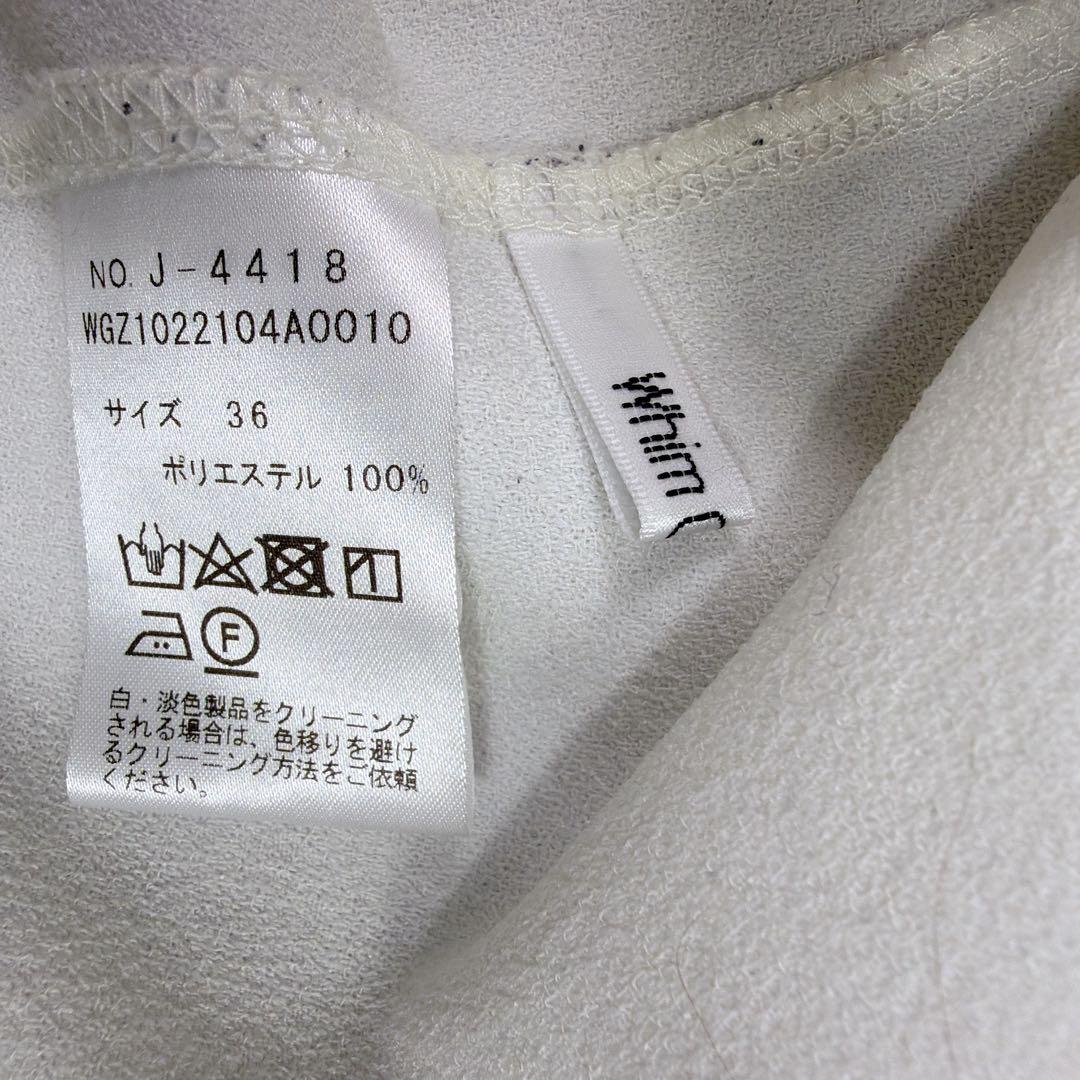 NO. J-4418
WGZ1022104A0010
サイズ 36
ポリエステル 100%
F
白・淡色製品をクリーニング
される場合は、色移りを避け
るクリーニング方法をご依頼
ください。
Whim